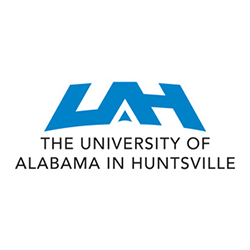 UAH
THE UNIVERSITY OF
ALABAMA IN HUNTSVILLE